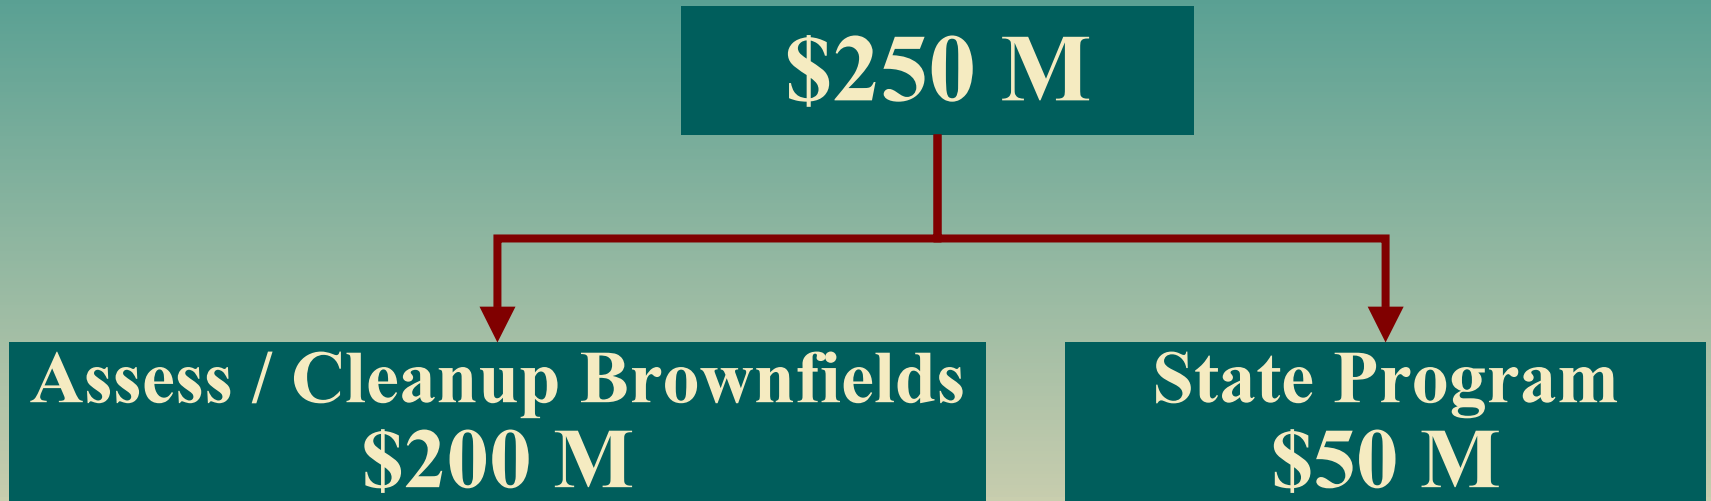 $250 M
Assess / Cleanup Brownfields
$200 M
State Program
$50 M